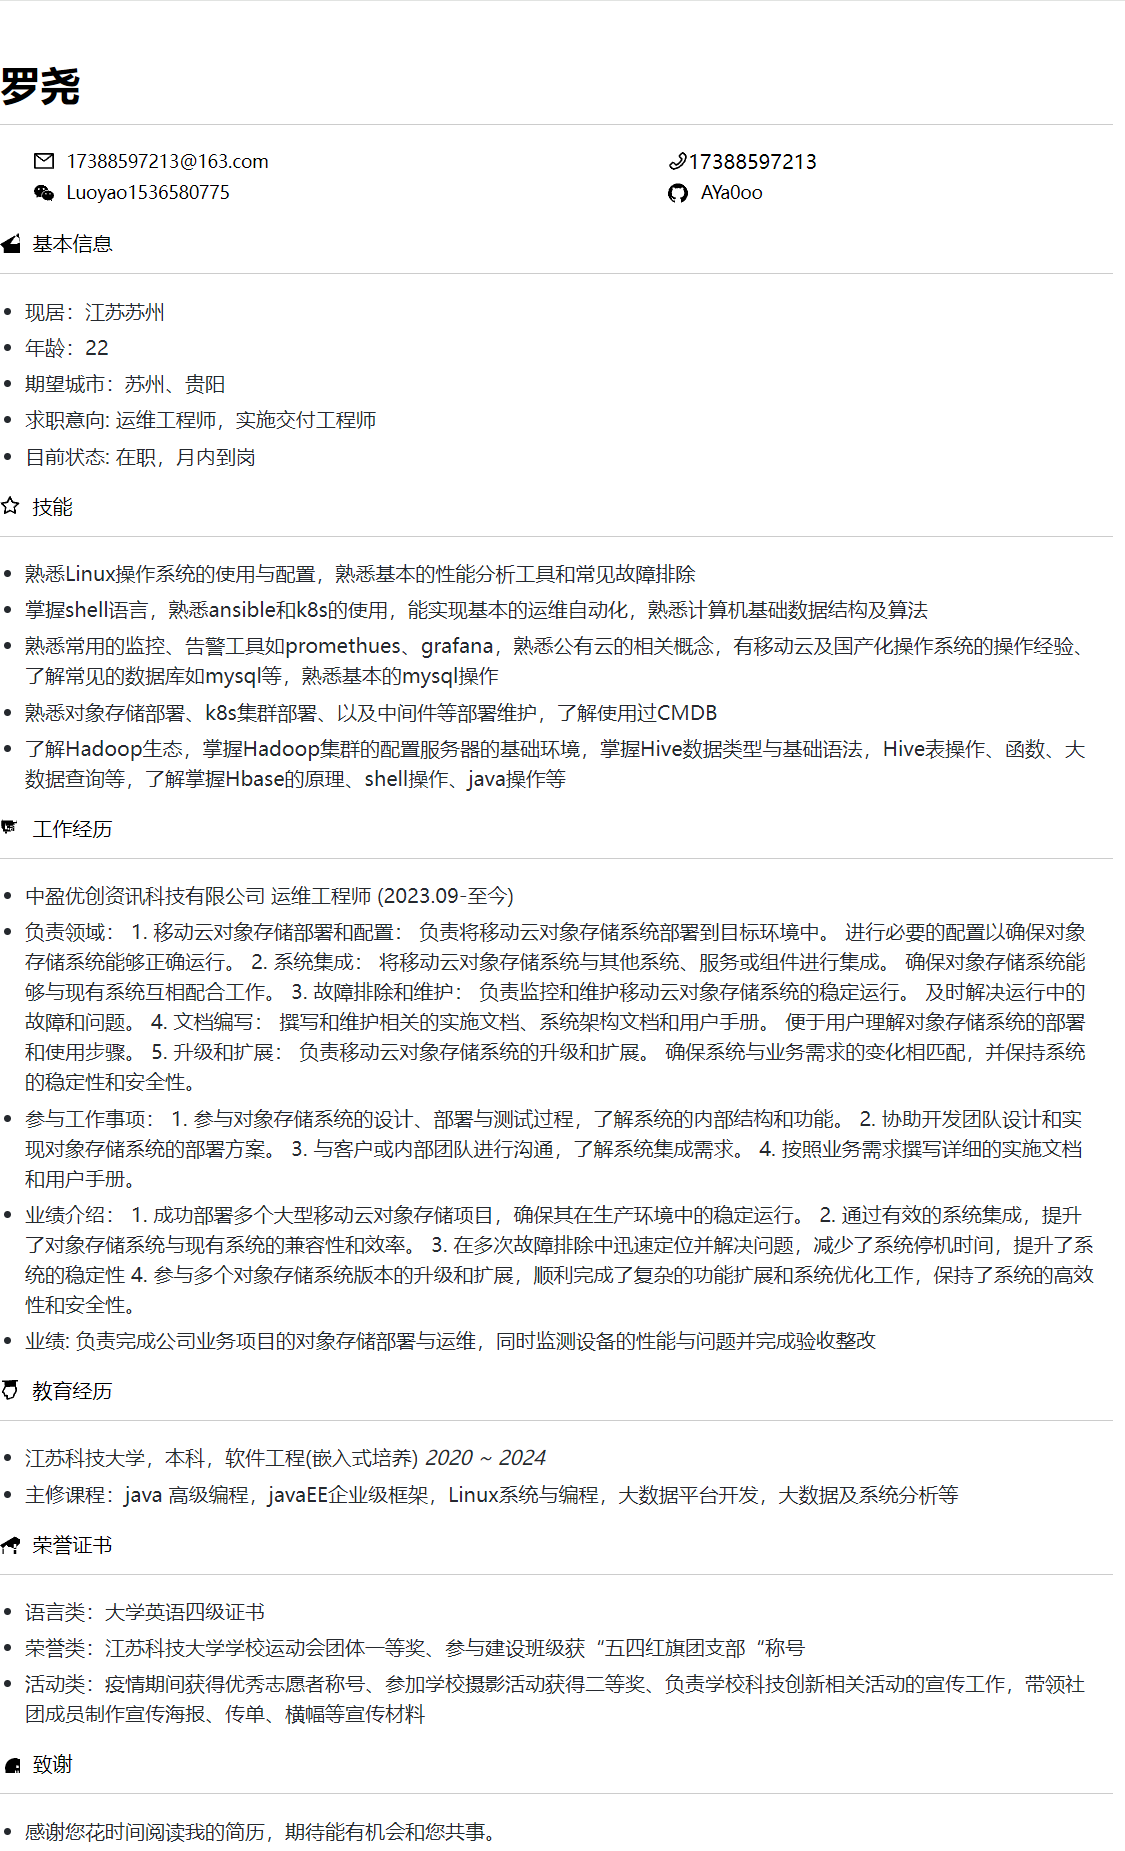 罗尧
17388597213@163.com
17388597213
Luoyao1536580775
AYa0oo
基本信息
现居：江苏苏州
年龄：22
期望城市：苏州、贵阳
求职意向: 运维工程师，实施交付工程师
目前状态: 在职，月内到岗
技能
熟悉Linux操作系统的使用与配置，熟悉基本的性能分析工具和常见故障排除
掌握shell语言，熟悉ansible和k8s的使用，能实现基本的运维自动化，熟悉计算机基础数据结构及算法
熟悉常用的监控、告警工具如promethues、grafana，熟悉公有云的相关概念，有移动云及国产化操作系统的操作经验、
了解常见的数据库如mysql等，熟悉基本的mysql操作
熟悉对象存储部署、k8s集群部署、以及中间件等部署维护，了解使用过CMDB
了解Hadoop生态，掌握Hadoop集群的配置服务器的基础环境，掌握Hive数据类型与基础语法，Hive表操作、函数、大
数据查询等，了解掌握Hbase的原理、shell操作、java操作等
工作经历
中盈优创资讯科技有限公司 运维工程师 (2023.09-至今)
负责领域： 1. 移动云对象存储部署和配置： 负责将移动云对象存储系统部署到目标环境中。 进行必要的配置以确保对象
存储系统能够正确运行。 2. 系统集成： 将移动云对象存储系统与其他系统、服务或组件进行集成。 确保对象存储系统能
够与现有系统互相配合工作。 3. 故障排除和维护： 负责监控和维护移动云对象存储系统的稳定运行。 及时解决运行中的
故障和问题。 4. 文档编写： 撰写和维护相关的实施文档、系统架构文档和用户手册。 便于用户理解对象存储系统的部署
和使用步骤。 5. 升级和扩展： 负责移动云对象存储系统的升级和扩展。 确保系统与业务需求的变化相匹配，并保持系统
的稳定性和安全性。
参与工作事项： 1. 参与对象存储系统的设计、部署与测试过程，了解系统的内部结构和功能。 2. 协助开发团队设计和实
现对象存储系统的部署方案。 3. 与客户或内部团队进行沟通，了解系统集成需求。 4. 按照业务需求撰写详细的实施文档
和用户手册。
业绩介绍： 1. 成功部署多个大型移动云对象存储项目，确保其在生产环境中的稳定运行。 2. 通过有效的系统集成，提升
了对象存储系统与现有系统的兼容性和效率。 3. 在多次故障排除中迅速定位并解决问题，减少了系统停机时间，提升了系
统的稳定性 4. 参与多个对象存储系统版本的升级和扩展，顺利完成了复杂的功能扩展和系统优化工作，保持了系统的高效
性和安全性。
业绩: 负责完成公司业务项目的对象存储部署与运维，同时监测设备的性能与问题并完成验收整改
教育经历
江苏科技大学，本科，软件工程(嵌入式培养) 2020 ~ 2024
主修课程：java 高级编程，javaEE企业级框架，Linux系统与编程，大数据平台开发，大数据及系统分析等
荣誉证书
语言类：大学英语四级证书
荣誉类：江苏科技大学学校运动会团体一等奖、参与建设班级获“五四红旗团支部“称号
活动类：疫情期间获得优秀志愿者称号、参加学校摄影活动获得二等奖、负责学校科技创新相关活动的宣传工作，带领社
团成员制作宣传海报、传单、横幅等宣传材料
致谢
感谢您花时间阅读我的简历，期待能有机会和您共事。